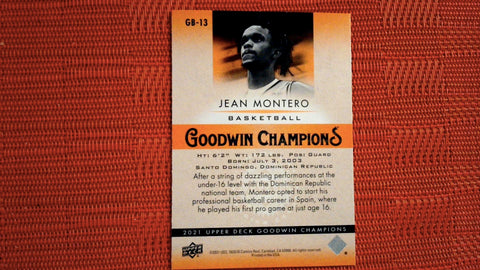 GB-13
JEAN MONTERO
BASKETBALL
GOODWIN CHAMPIONS
HT: 6'2" WT: 172 LBS. POS: GUARD
BORN: JULY 3, 2003
SANTO DOMINGO, DOMINICAN REPUBLIC
After a string of dazzling performances at the
under-16 level with the Dominican Republic
national team, Montero opted to start his
professional basketball career in Spain, where
he played his first pro game at just age 16.
2021 UPPER DECK GOODWIN CHAMPIONS
UPPER DECK